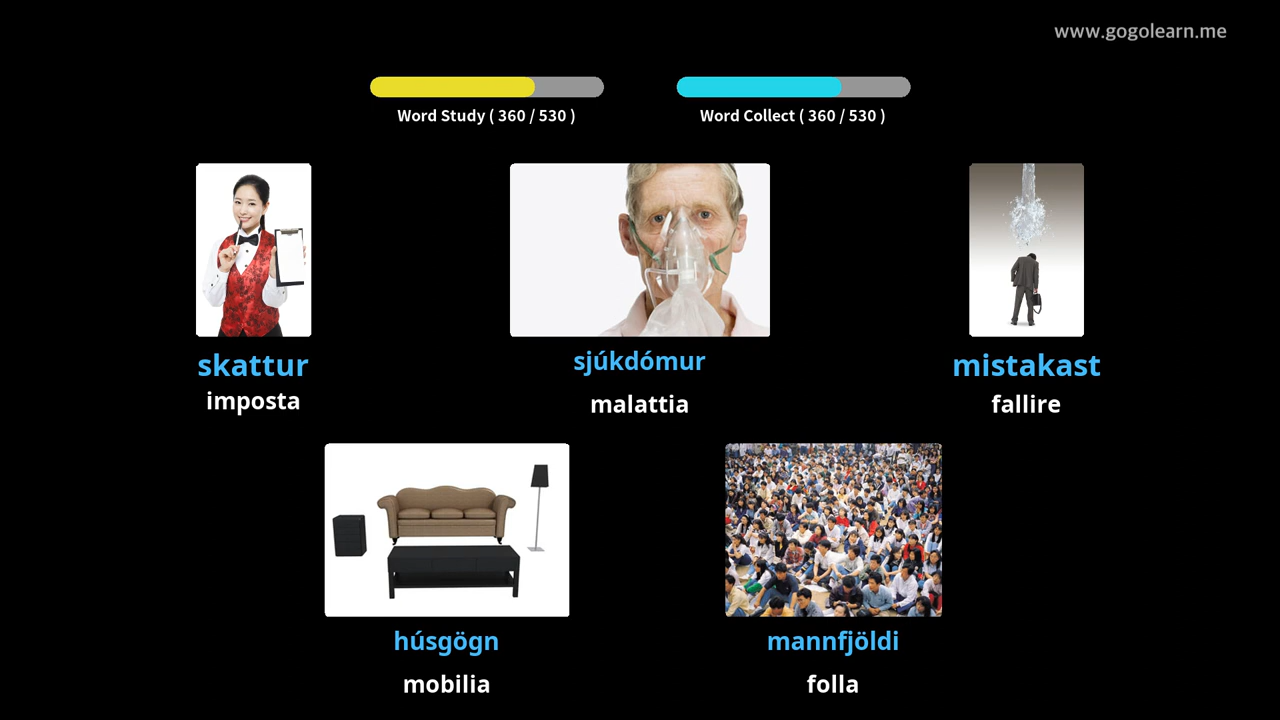 www.gogolearn.me
Word Study ( 360 / 530 )
Word Collect ( 360 / 530 )
skattur
imposta
sjúkdómur
malattia
mistakast
fallire
húsgögn
mobilia
mannfjöldi
folla